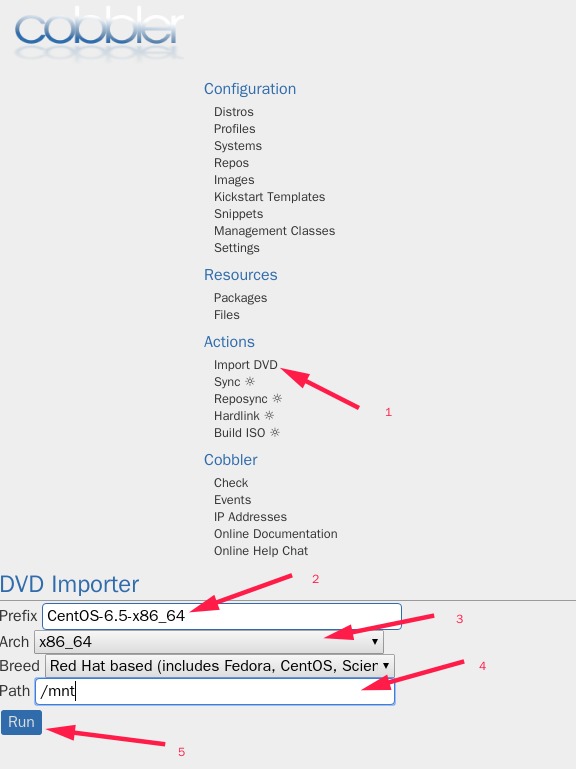 cobbler
Configuration
Distros
Profiles
Systems
Repos
Images
Kickstart Templates
Snippets
Management Classes
Settings
Resources
Packages
Files
Actions
Import DVD
Sync ☼
Reposync ☼
Hardlink ☼
Build ISO ☼
1
Cobbler
Check
Events
IP Addresses
Online Documentation
Online Help Chat
DVD Importer
2
Prefix CentOS-6.5-x86_64
3
Arch x86_64
Breed Red Hat based (includes Fedora, CentOS, Scier
4
Path /mnt
Run
5